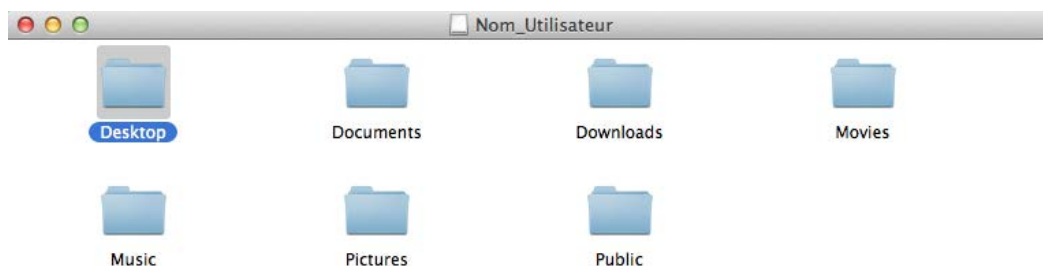 Nom_Utilisateur
Desktop Documents Downloads Movies
Music Pictures Public